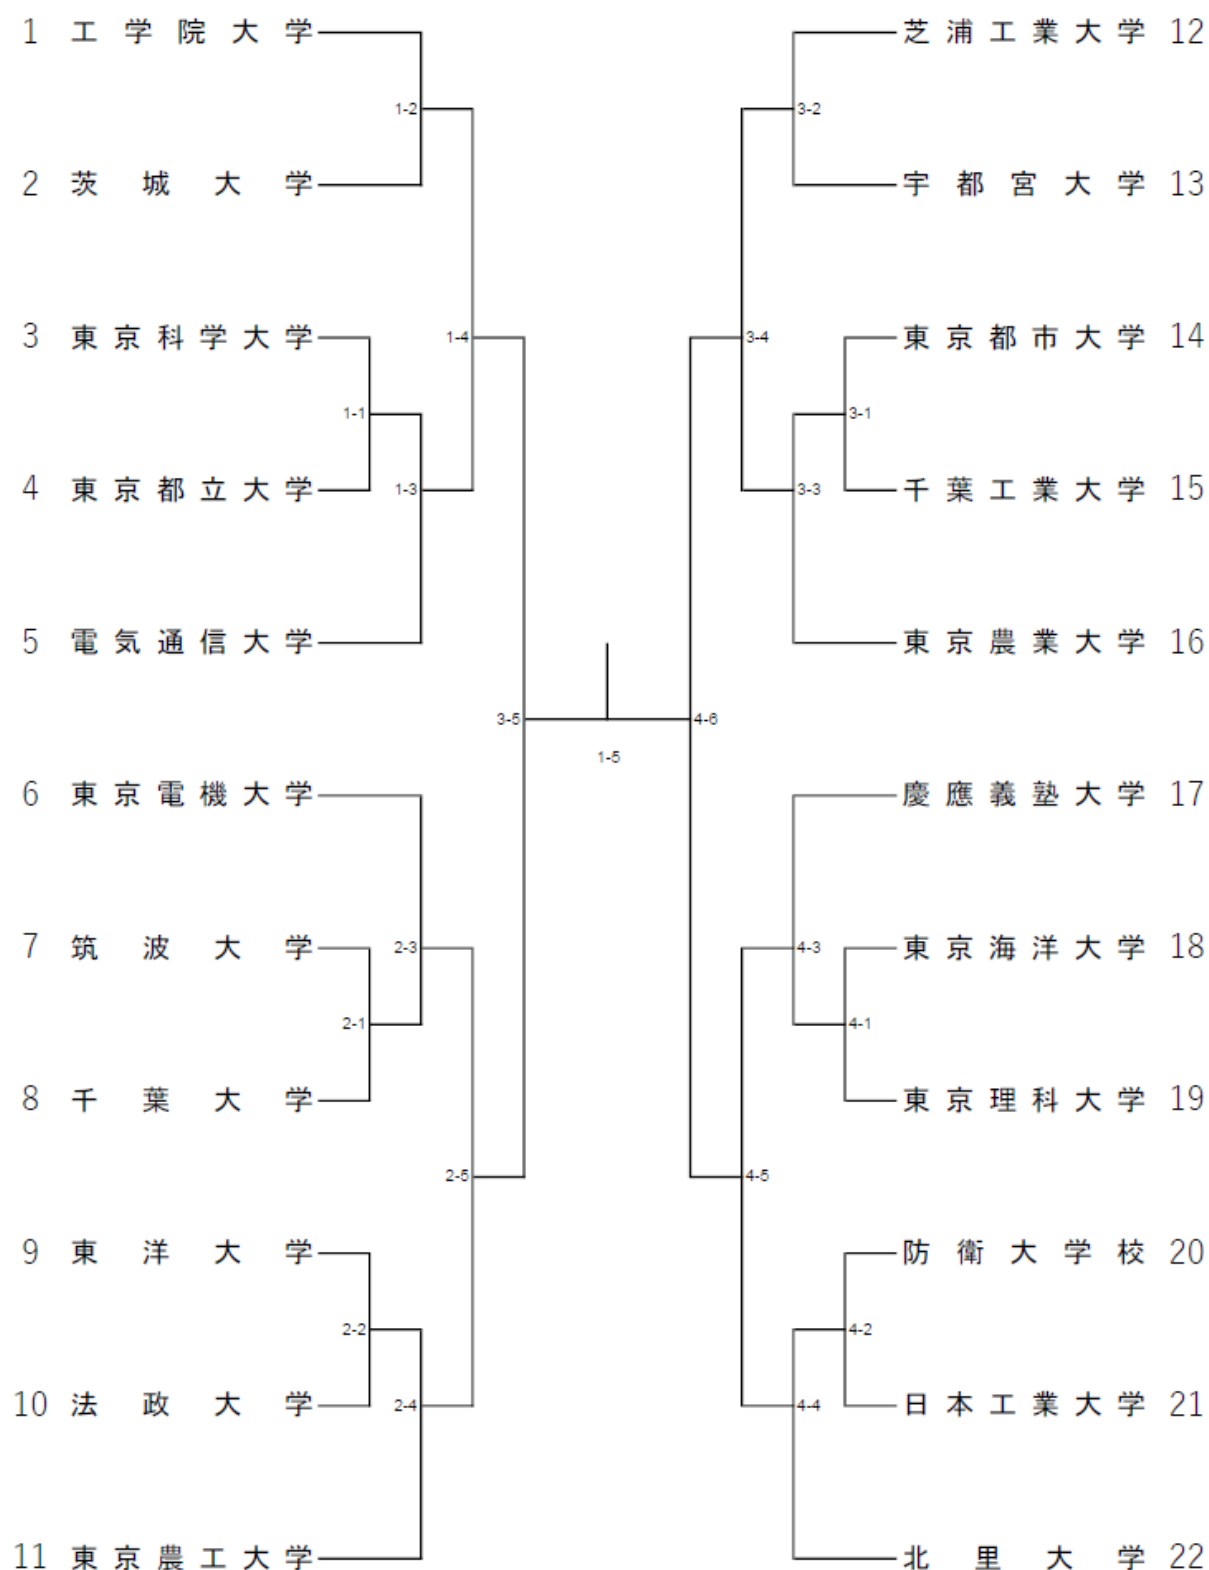 1 工学院大学
芝浦工業大学 12
1-2
3-2
2 茨城大学
宇都宮大学 13
3 東京科学大学
1-4
3-4
東京都市大学 14
1-1
3-1
4 東京都立大学
1-3
3-3
千葉工業大学 15
5 電気通信大学
東京農業大学 16
3-5
4-6
1-5
6 東京電機大学
慶應義塾大学 17
7 筑波大学
2-3
4-3
東京海洋大学 18
2-1
4-1
8 千葉大学
東京理科大学 19
2-5
4-5
9 東洋大学
防衛大学校 20
2-2
4-2
10 法政大学
2-4
4-4
日本工業大学 21
11 東京農工大学
北里大学 22